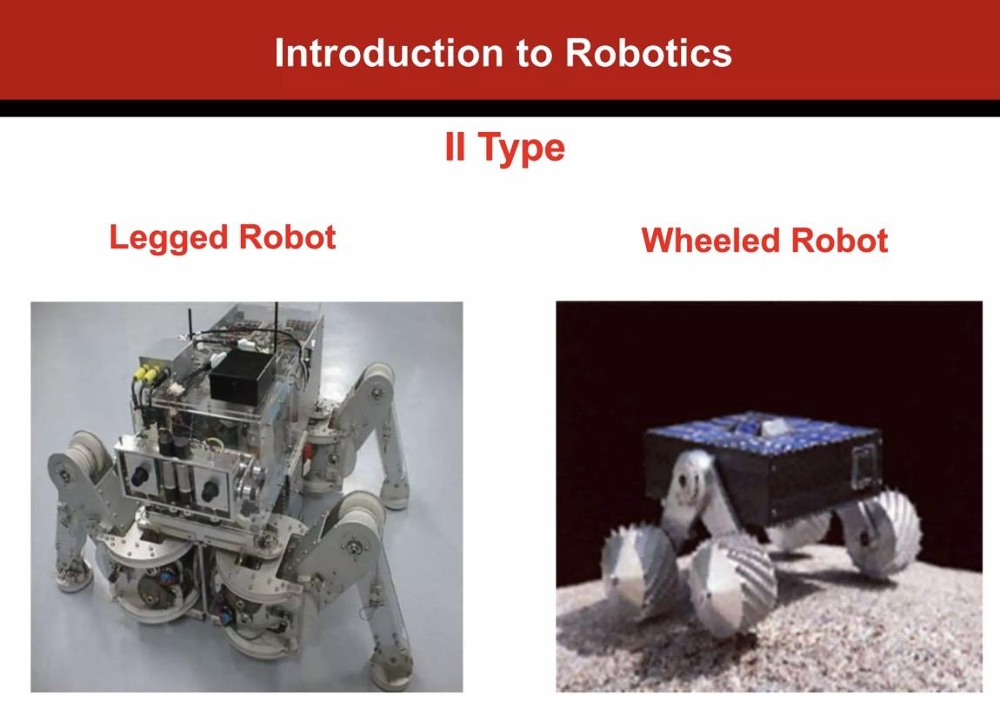 Introduction to Robotics
II Type
Legged Robot
Wheeled Robot